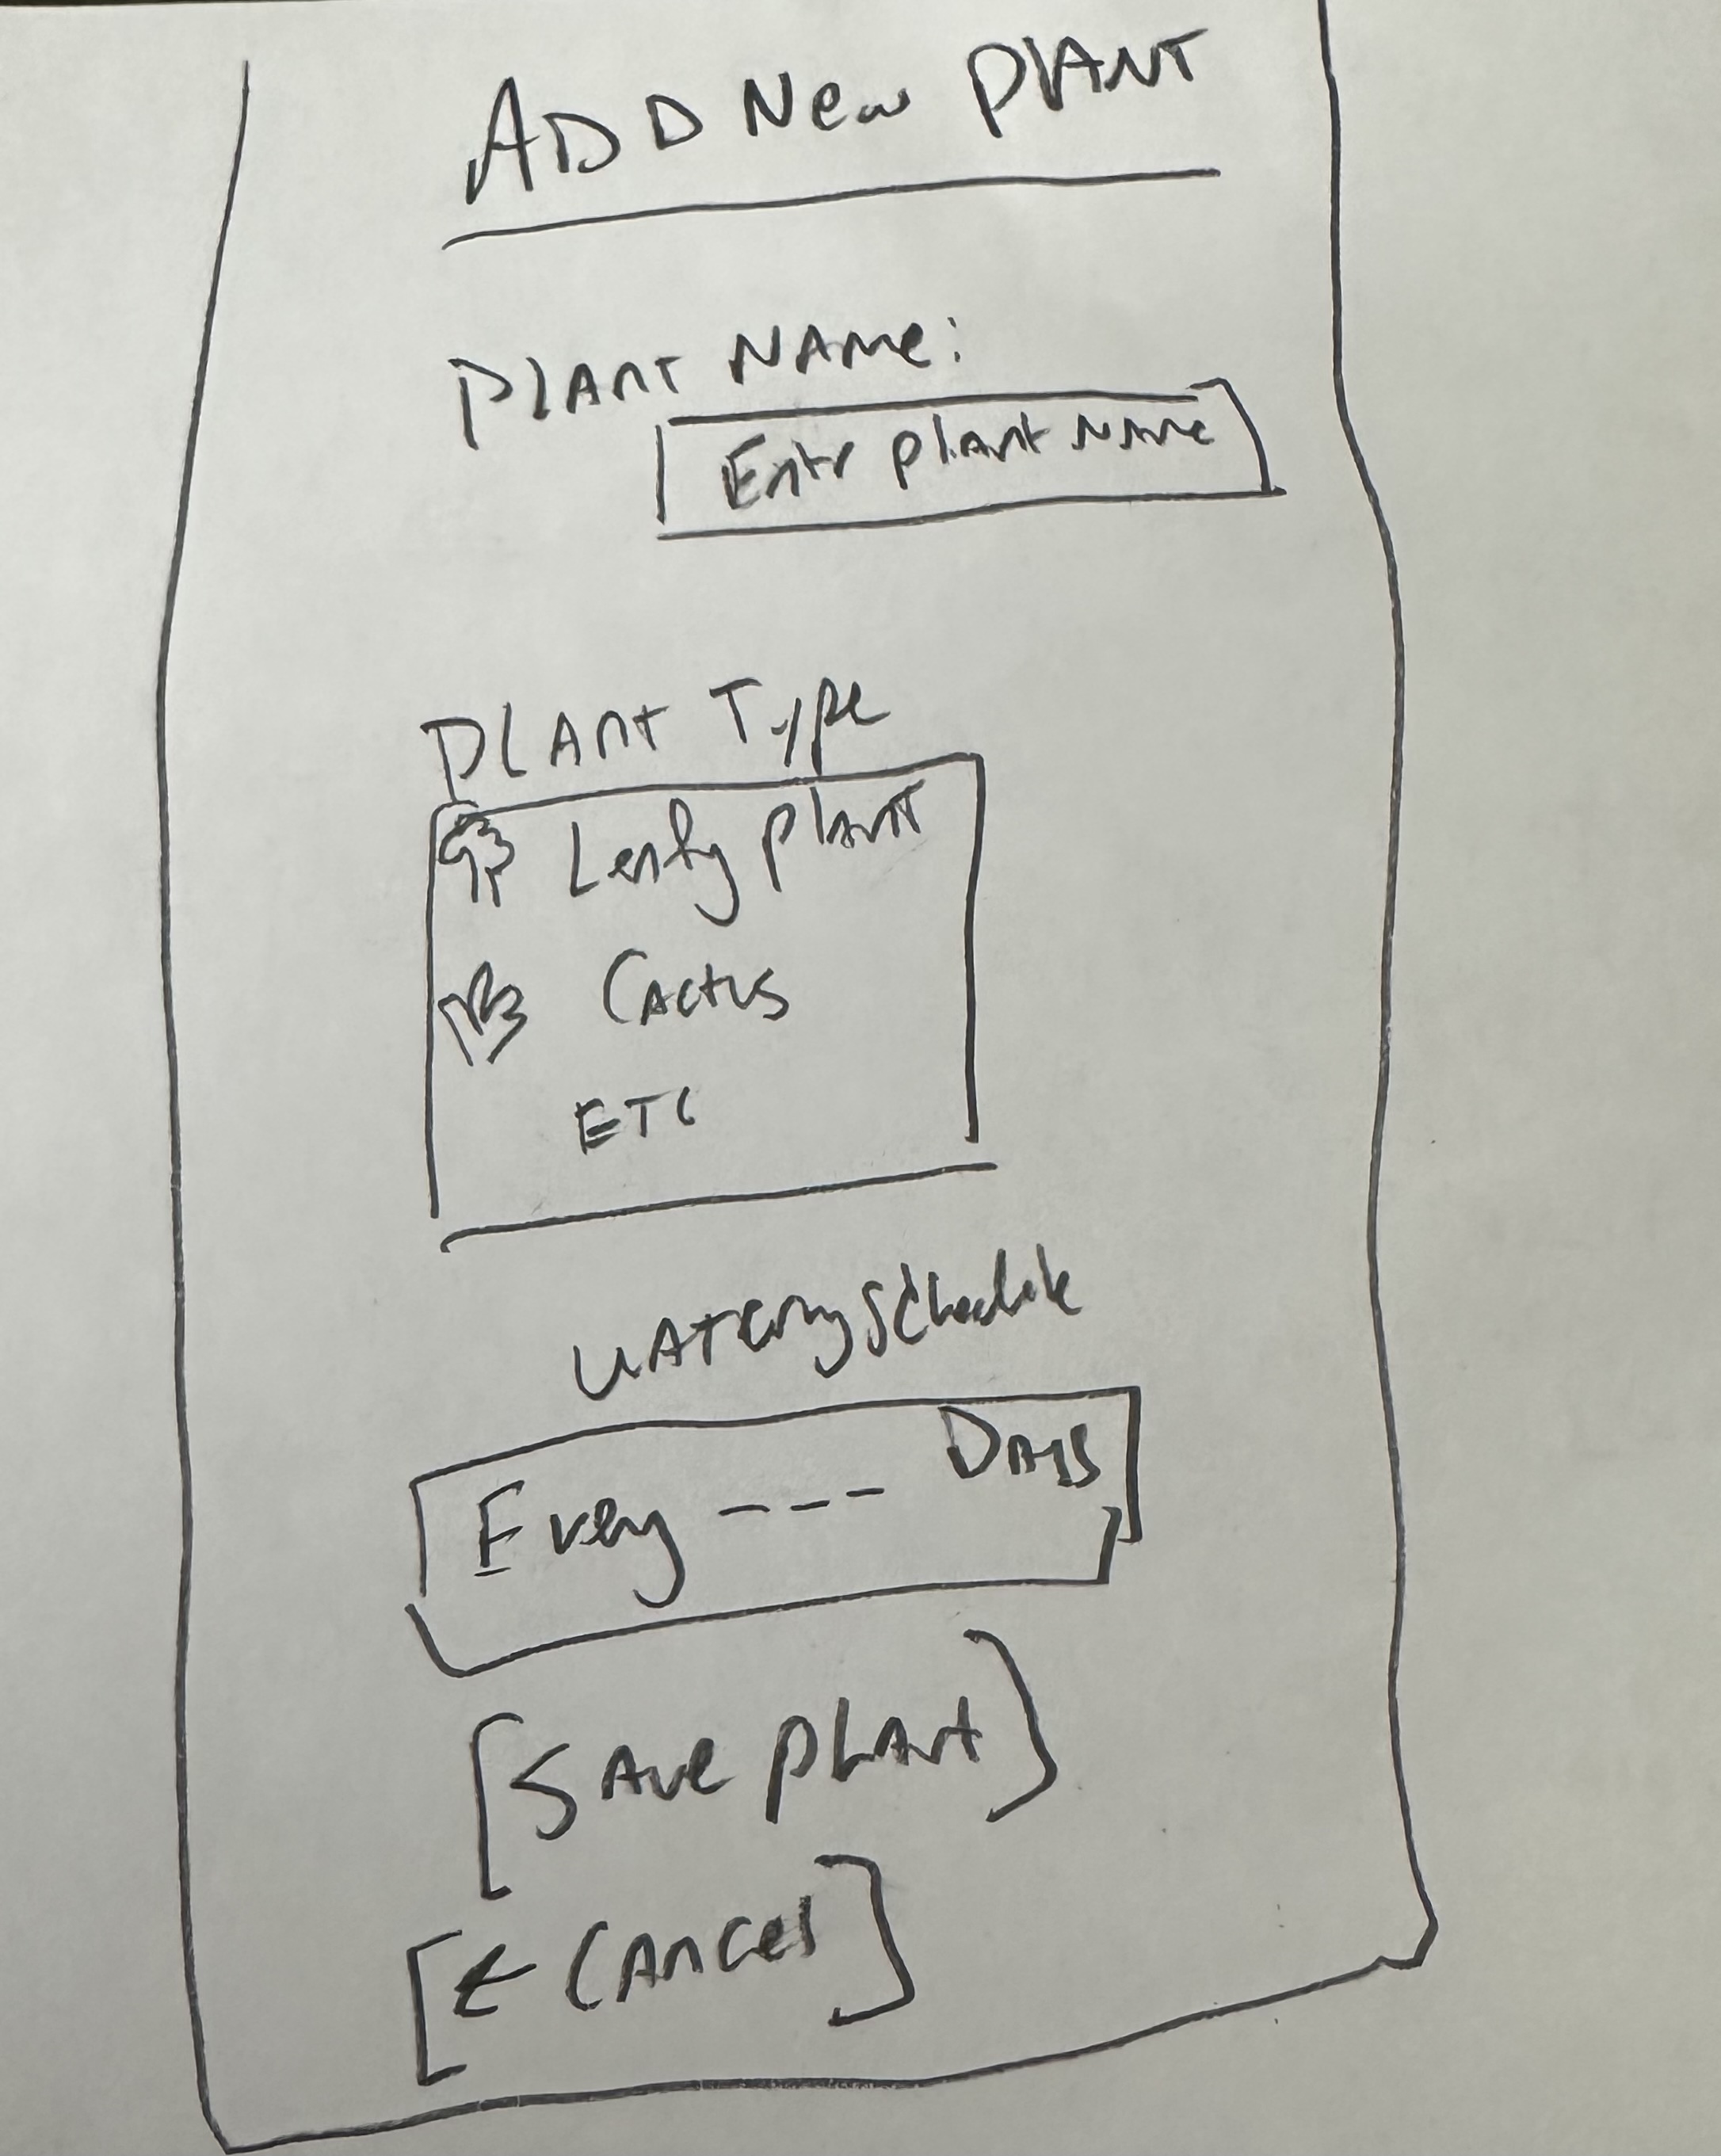 ADD New PLANT
PLANT NAme:
Entr plant NAme
PLAnt Type
Leafy plant
CActus
ETC
WATering Schedule
Every --- DAys
[SAve pLAnt]
[← CAncel]